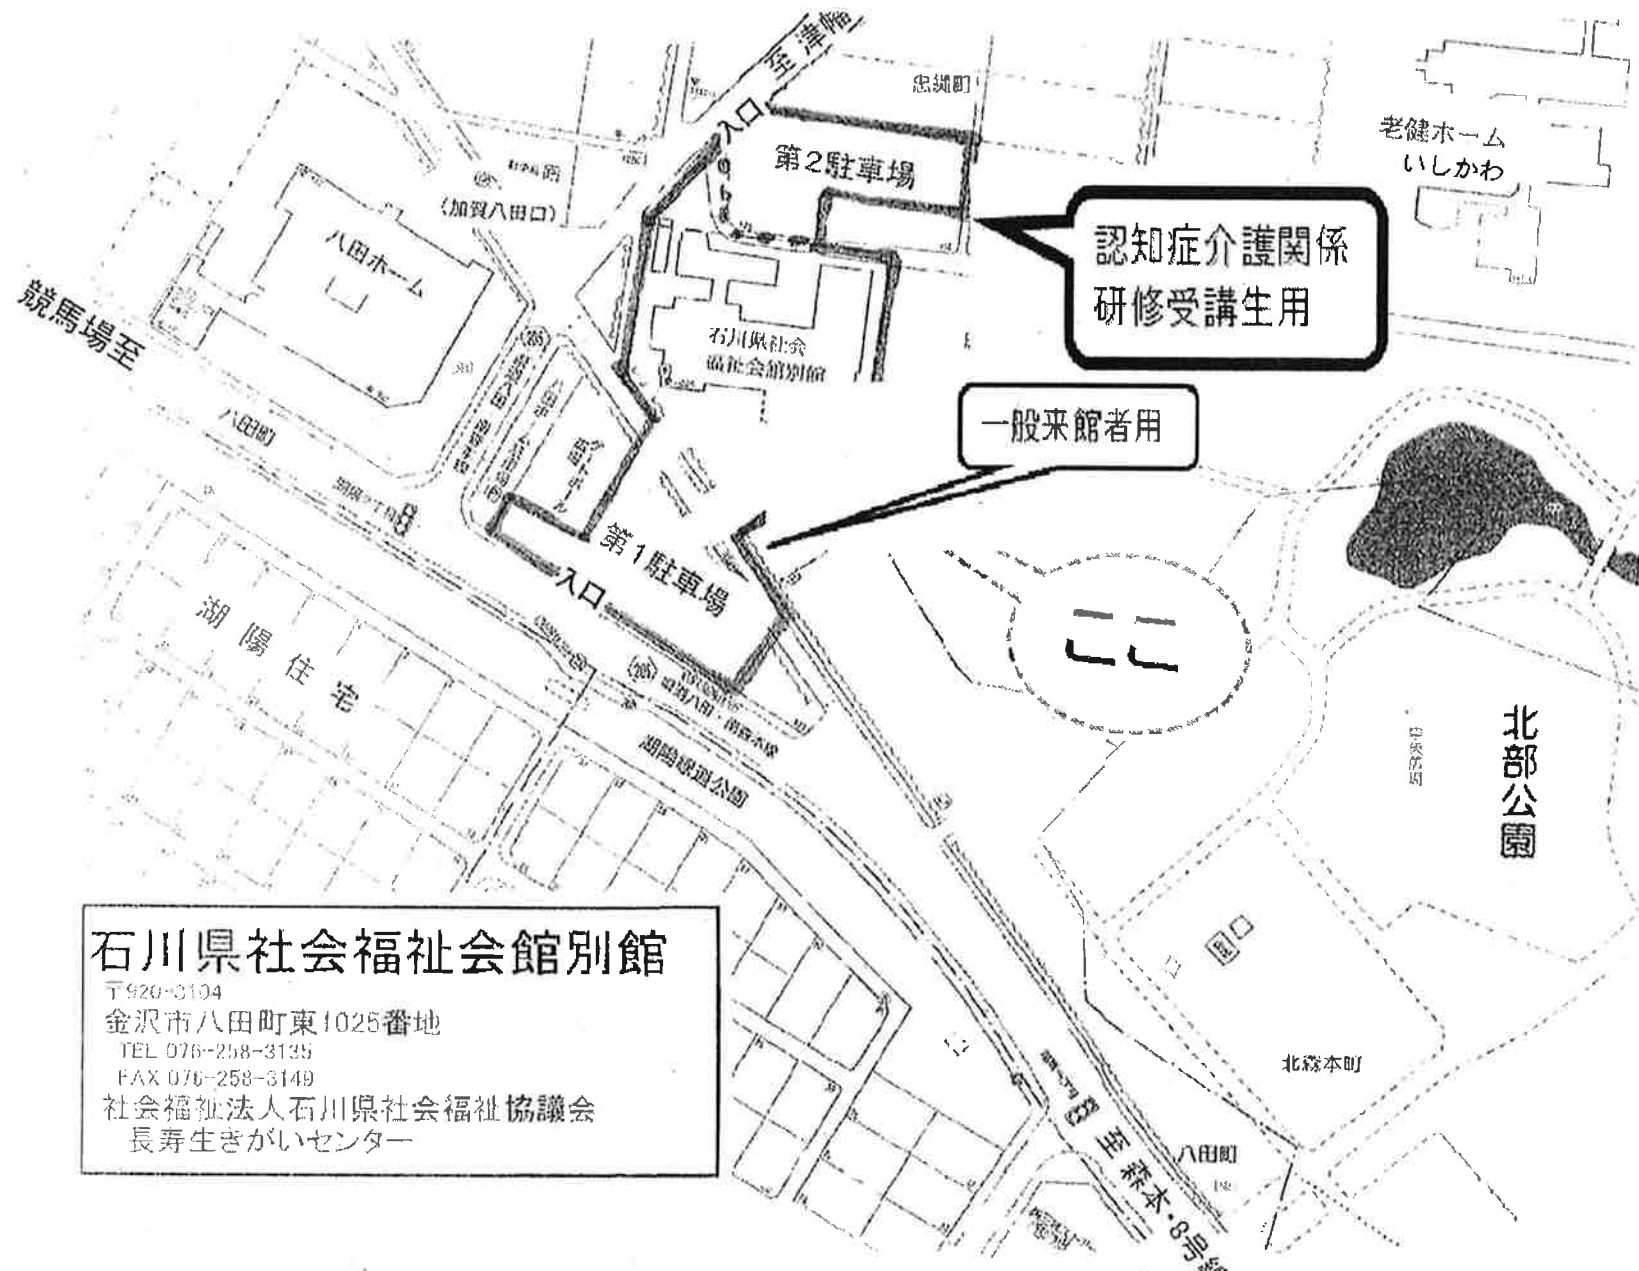 至津幡
入口
忠縄町
第2駐車場
老健ホーム
いしかわ
(加賀八田口)
八田ホーム
認知症介護関係
研修受講生用
競馬場至
石川県社会
福祉会館別館
一般来館者用
八田町
第1駐車場
入口
湖陽住宅
湖陽緑道公園
北部公園
石川県社会福祉会館別館
〒920-3104
金沢市八田町東1025番地
TEL 076-258-3135
FAX 076-258-3149
社会福祉法人石川県社会福祉協議会
長寿生きがいセンター
北森本町
八田町
至森本・8号線